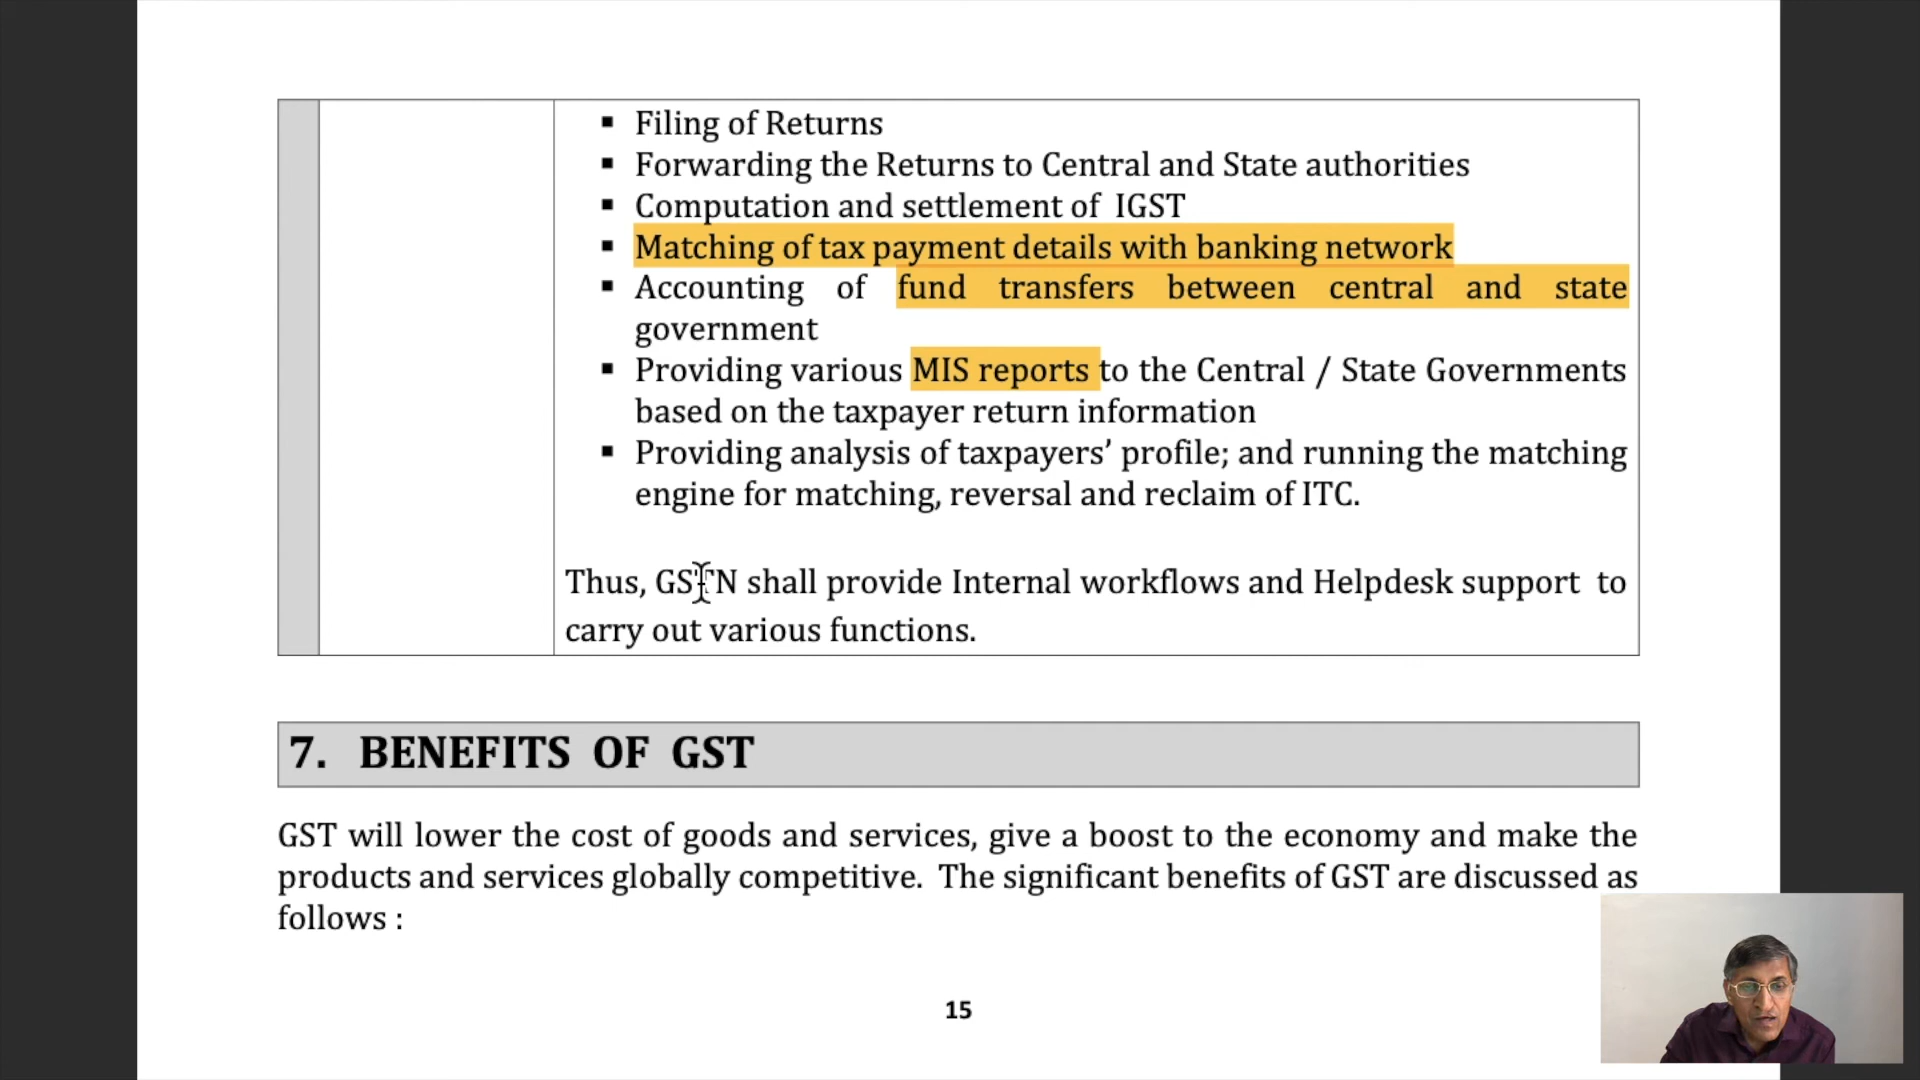 ▪ Filing of Returns
▪ Forwarding the Returns to Central and State authorities
▪ Computation and settlement of IGST
▪ Matching of tax payment details with banking network
▪ Accounting of fund transfers between central and state
government
▪ Providing various MIS reports to the Central / State Governments
based on the taxpayer return information
▪ Providing analysis of taxpayers’ profile; and running the matching
engine for matching, reversal and reclaim of ITC.
Thus, GSTN shall provide Internal workflows and Helpdesk support to
carry out various functions.
7. BENEFITS OF GST
GST will lower the cost of goods and services, give a boost to the economy and make the
products and services globally competitive. The significant benefits of GST are discussed as
follows :
15